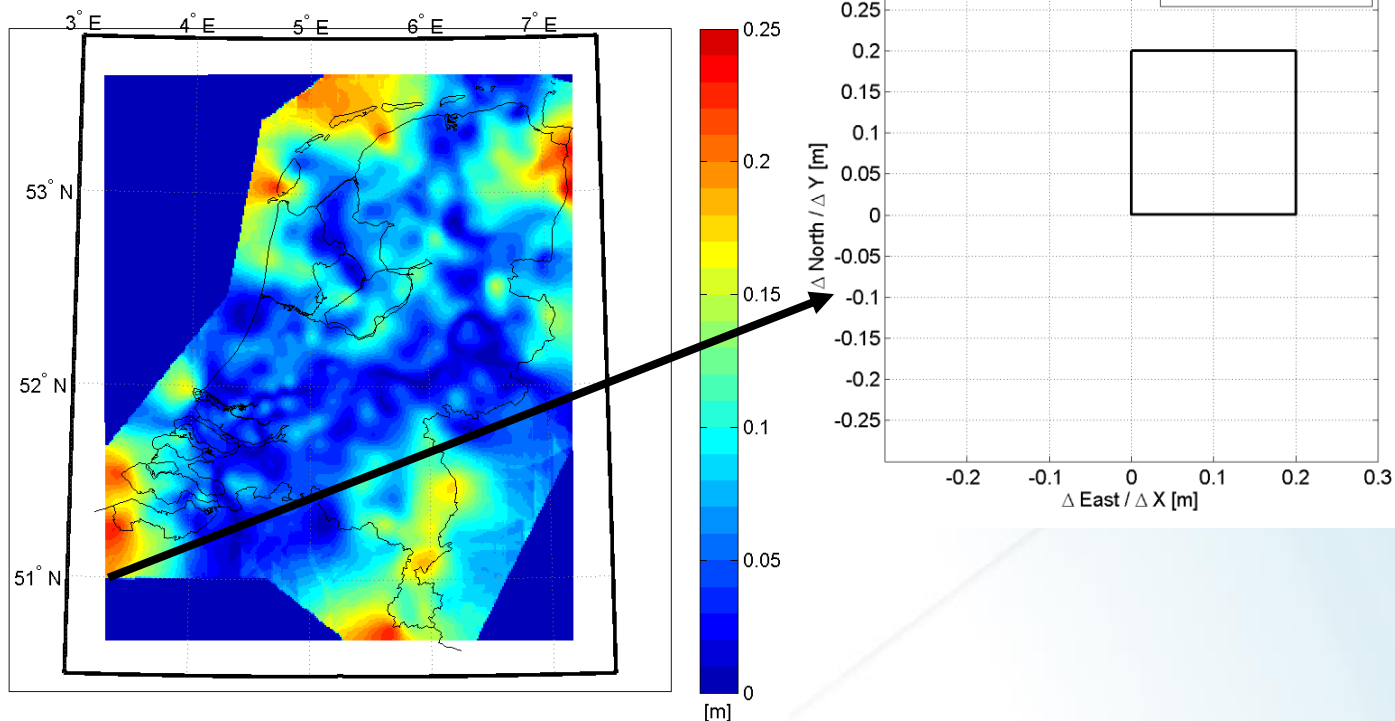 3° E 4° E 5° E 6° E 7° E
53° N
52° N
51° N
0.25
0.2
0.15
0.1
0.05
0
[m]
0.25
0.2
0.15
0.1
0.05
0
-0.05
-0.1
-0.15
-0.2
-0.25
Δ North / Δ Y [m]
-0.2 -0.1 0 0.1 0.2 0.3
Δ East / Δ X [m]